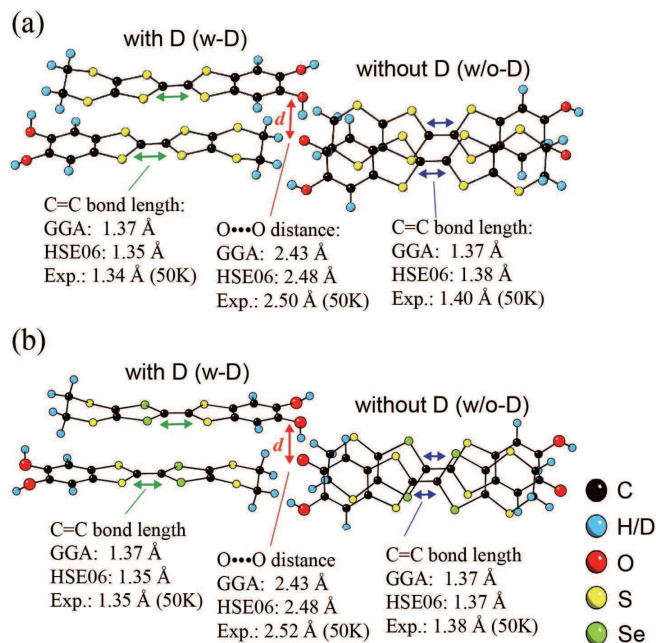 (a)
with D (w-D)
without D (w/o-D)
d
C=C bond length:
GGA: 1.37 Å
HSE06: 1.35 Å
Exp.: 1.34 Å (50K)
O•••O distance:
GGA: 2.43 Å
HSE06: 2.48 Å
Exp.: 2.50 Å (50K)
C=C bond length:
GGA: 1.37 Å
HSE06: 1.38 Å
Exp.: 1.40 Å (50K)
(b)
with D (w-D)
without D (w/o-D)
d
C=C bond length
GGA: 1.37 Å
HSE06: 1.35 Å
Exp.: 1.35 Å (50K)
O•••O distance
GGA: 2.43 Å
HSE06: 2.48 Å
Exp.: 2.52 Å (50K)
C=C bond length
GGA: 1.37 Å
HSE06: 1.37 Å
Exp.: 1.38 Å (50K)
C
H/D
O
S
Se